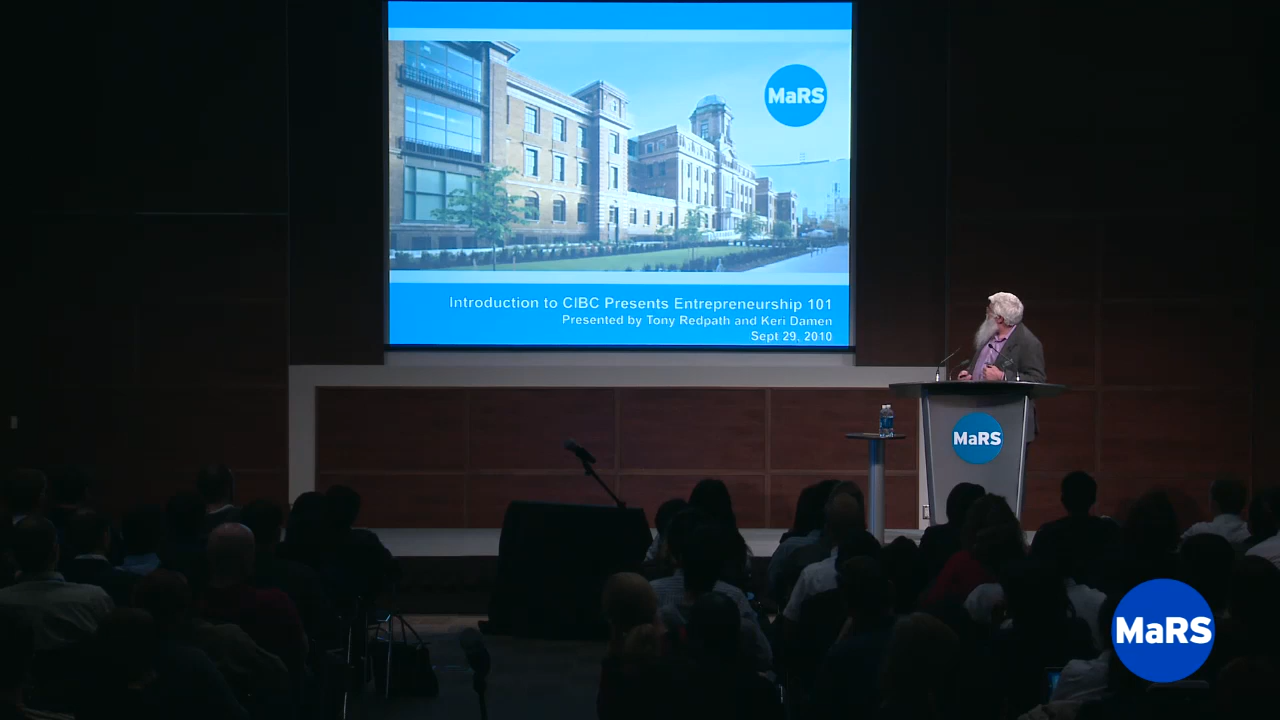 MaRS
Introduction to CIBC Presents Entrepreneurship 101
Presented by Tony Redpath and Keri Damen
Sept 29, 2010
MaRS
MaRS